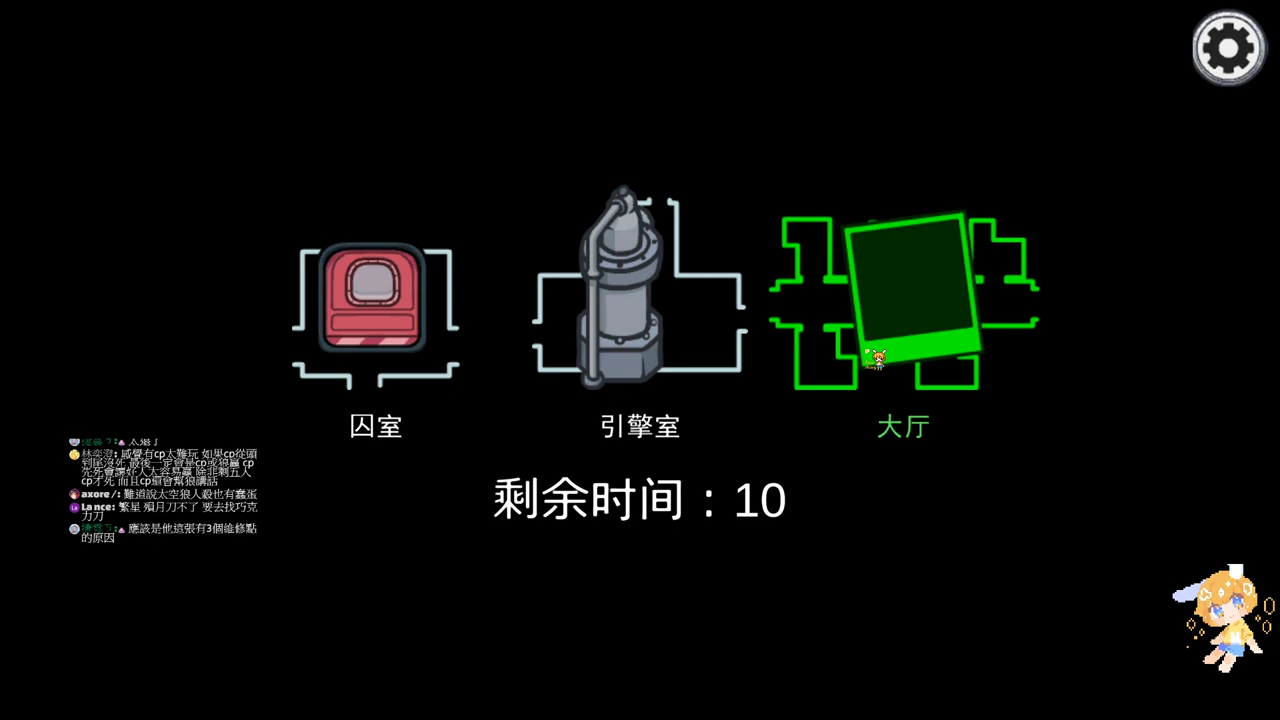 囚室
引擎室
大厅
剩余时间：10
林奕澄: 感覺有cp太難玩 如果cp從頭
到尾沒死 最後一定會是cp或狼贏 cp
先死會讓好人太容易贏 除非剩五人
cp才死 而且cp還會幫狼講話
axore /: 難道說太空狼人殺也有蠢蛋
Lance: 繁星 殞月刀不了 要去找巧克
力刀
應該是他這張有3個維修點
的原因